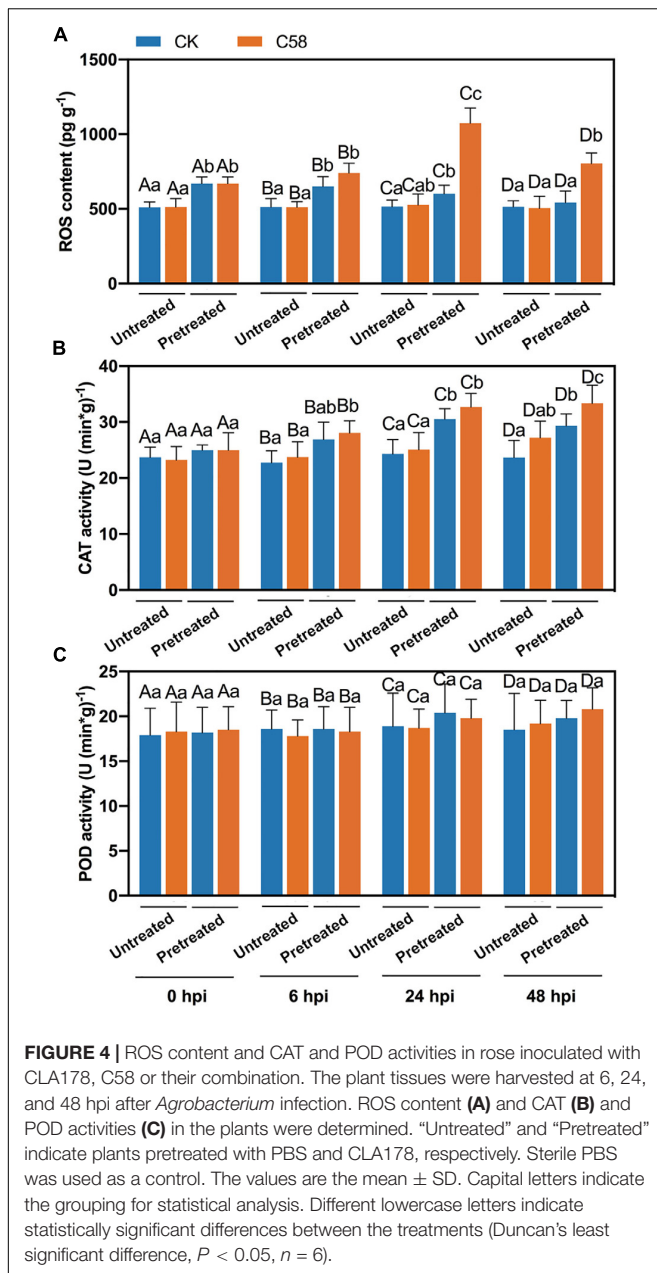 A
CK C58
1500
1000
500
0
ROS content (pg g⁻¹)
Aa Aa Ab Ab Ba Ba Bb Bb Ca Cab Cb Cc Da Da Da Db
Untreated Pretreated Untreated Pretreated Untreated Pretreated Untreated Pretreated
B
40
30
20
10
0
CAT activity (U (min*g)⁻¹)
Aa Aa Aa Aa Ba Ba Bab Bb Ca Ca Cb Cb Da Dab Db Dc
Untreated Pretreated Untreated Pretreated Untreated Pretreated Untreated Pretreated
C
25
20
15
10
5
0
POD activity (U (min*g)⁻¹)
Aa Aa Aa Aa Ba Ba Ba Ba Ca Ca Ca Ca Da Da Da Da
Untreated Pretreated Untreated Pretreated Untreated Pretreated Untreated Pretreated
0 hpi 6 hpi 24 hpi 48 hpi
FIGURE 4 | ROS content and CAT and POD activities in rose inoculated with
CLA178, C58 or their combination. The plant tissues were harvested at 6, 24,
and 48 hpi after Agrobacterium infection. ROS content (A) and CAT (B) and
POD activities (C) in the plants were determined. “Untreated” and “Pretreated”
indicate plants pretreated with PBS and CLA178, respectively. Sterile PBS
was used as a control. The values are the mean ± SD. Capital letters indicate
the grouping for statistical analysis. Different lowercase letters indicate
statistically significant differences between the treatments (Duncan’s least
significant difference, P < 0.05, n = 6).